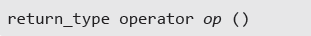 return_type operator op ()